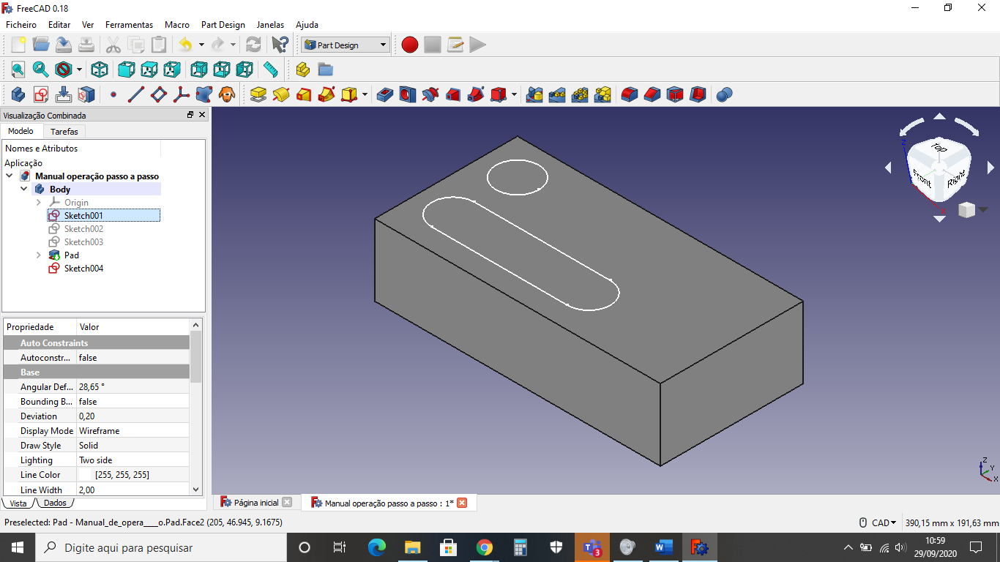 FreeCAD 0.18
Ficheiro Editar Ver Ferramentas Macro Part Design Janelas Ajuda
Part Design
Visualização Combinada
Modelo Tarefas
Nomes e Atributos
Aplicação
Manual operação passo a passo
Body
Origin
Sketch001
Sketch002
Sketch003
Pad
Sketch004
Propriedade Valor
Auto Constraints
Autoconstr... false
Base
Angular Def... 28,65 °
Bounding B... false
Deviation 0,20
Display Mode Wireframe
Draw Style Solid
Lighting Two side
Line Color [255, 255, 255]
Line Width 2,00
Vista Dados
Top
Front Right
Z
X
Z
Y
X
Página inicial Manual operação passo a passo : 1*
Preselected: Pad - Manual_de_opera____o.Pad.Face2 (205, 46.945, 9.1675) CAD 390,15 mm x 191,63 mm
Digite aqui para pesquisar
3
10:59
29/09/2020